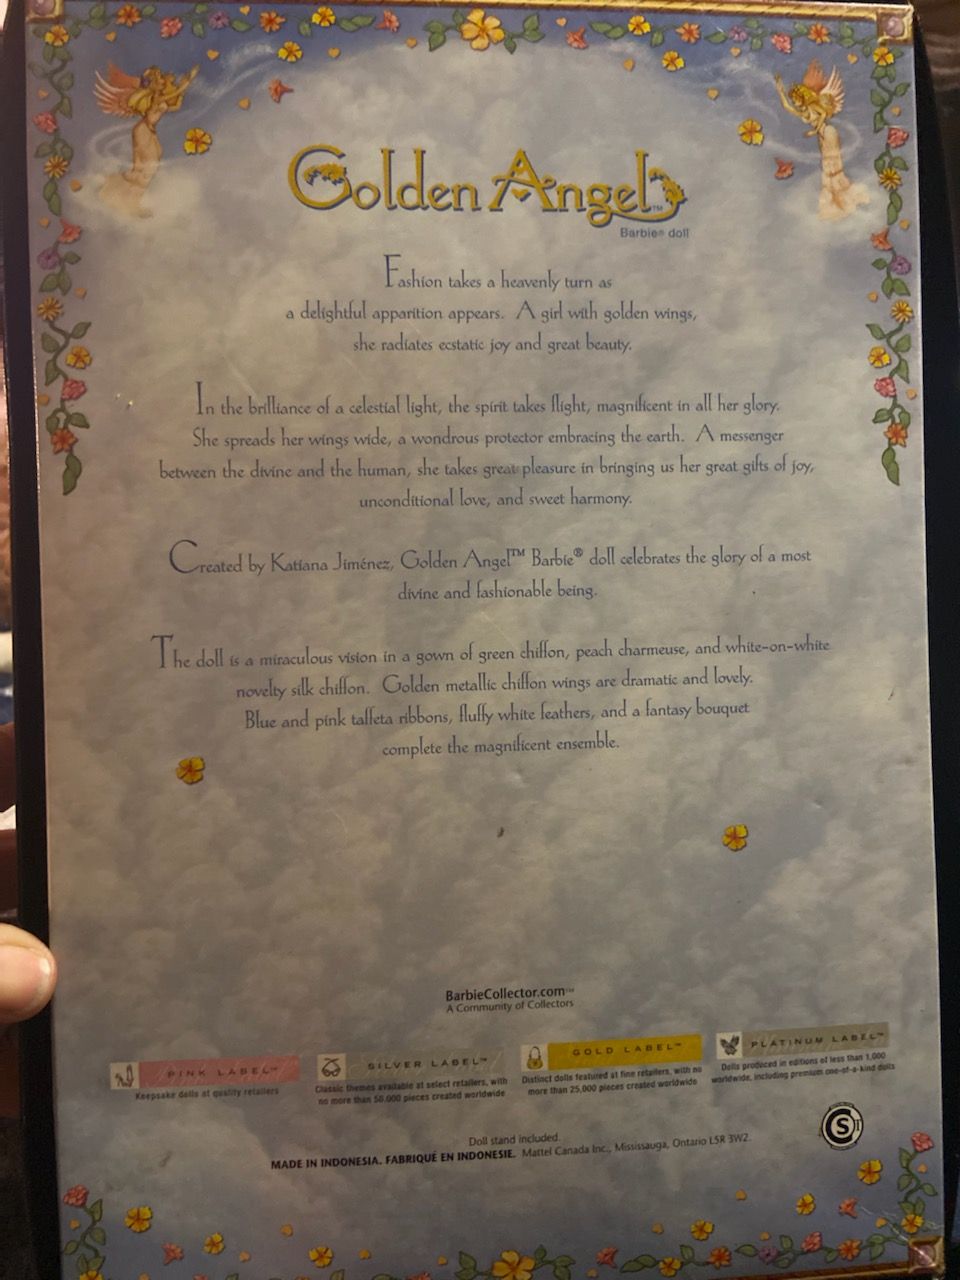 Golden Angel™
Barbie® doll
Fashion takes a heavenly turn as
a delightful apparition appears. A girl with golden wings,
she radiates ecstatic joy and great beauty.
In the brilliance of a celestial light, the spirit takes flight, magnificent in all her glory.
She spreads her wings wide, a wondrous protector embracing the earth. A messenger
between the divine and the human, she takes great pleasure in bringing us her great gifts of joy,
unconditional love, and sweet harmony.
Created by Katiana Jiménez, Golden Angel™ Barbie® doll celebrates the glory of a most
divine and fashionable being.
The doll is a miraculous vision in a gown of green chiffon, peach charmeuse, and white-on-white
novelty silk chiffon. Golden metallic chiffon wings are dramatic and lovely.
Blue and pink taffeta ribbons, fluffy white feathers, and a fantasy bouquet
complete the magnificent ensemble.
BarbieCollector.com™
A Community of Collectors
PINK LABEL™
Keepsake dolls at quality retailers
SILVER LABEL™
Classic themes available at select retailers, with
no more than 50,000 pieces created worldwide
GOLD LABEL™
Distinct dolls featured at fine retailers, with no
more than 25,000 pieces created worldwide
PLATINUM LABEL™
Dolls produced in editions of less than 1,000
worldwide, including premium one-of-a-kind dolls
Doll stand included.
MADE IN INDONESIA. FABRIQUÉ EN INDONESIE. Mattel Canada Inc., Mississauga, Ontario L5R 3W2.
S